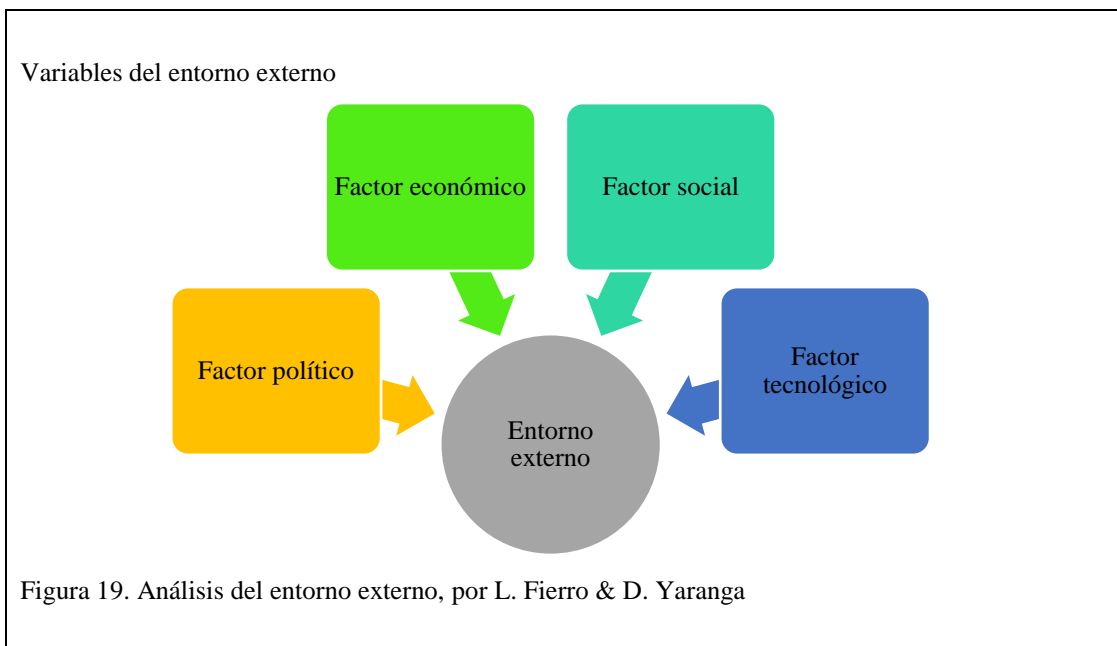 Variables del entorno externo
Factor económico
Factor social
Factor político
Factor
tecnológico
Entorno
externo
Figura 19. Análisis del entorno externo, por L. Fierro & D. Yaranga